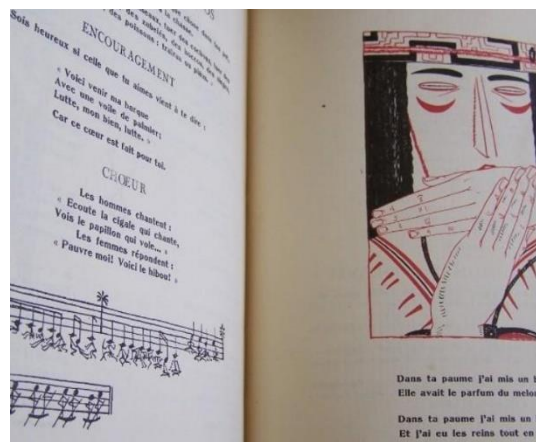 OS
ENCOURAGEMENT
Sois heureux si celle que tu aimes vient à te dire :
« Voici venir ma barque
Avec une voile de palmier;
Lutte, mon bien, lutte. »
Car ce cœur est fait pour toi.
CHŒUR
Les hommes chantent :
« Ecoute la cigale qui chante,
Vois le papillon qui vole... »
Les femmes répondent :
« Pauvre moi! Voici le hibou! »
Dans ta paume j'ai mis un
Elle avait le parfum du melo
Dans ta paume j'ai mis un
Et j'ai eu les reins tout en